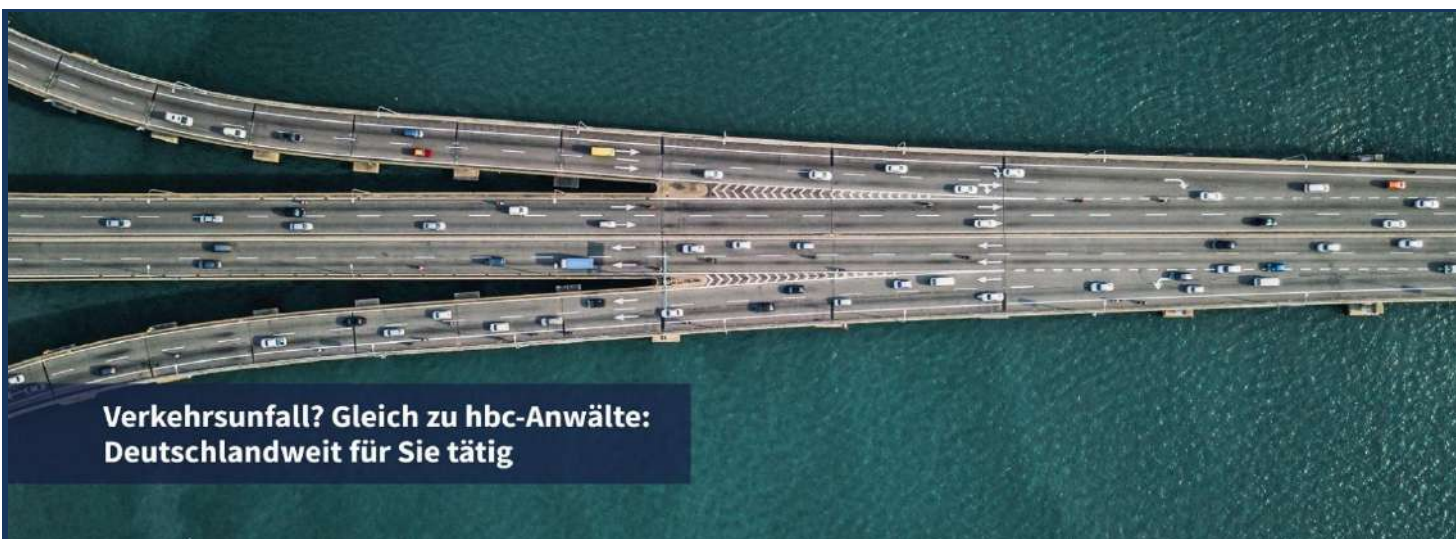 Verkehrsunfall? Gleich zu hbc-Anwälte:
Deutschlandweit für Sie tätig